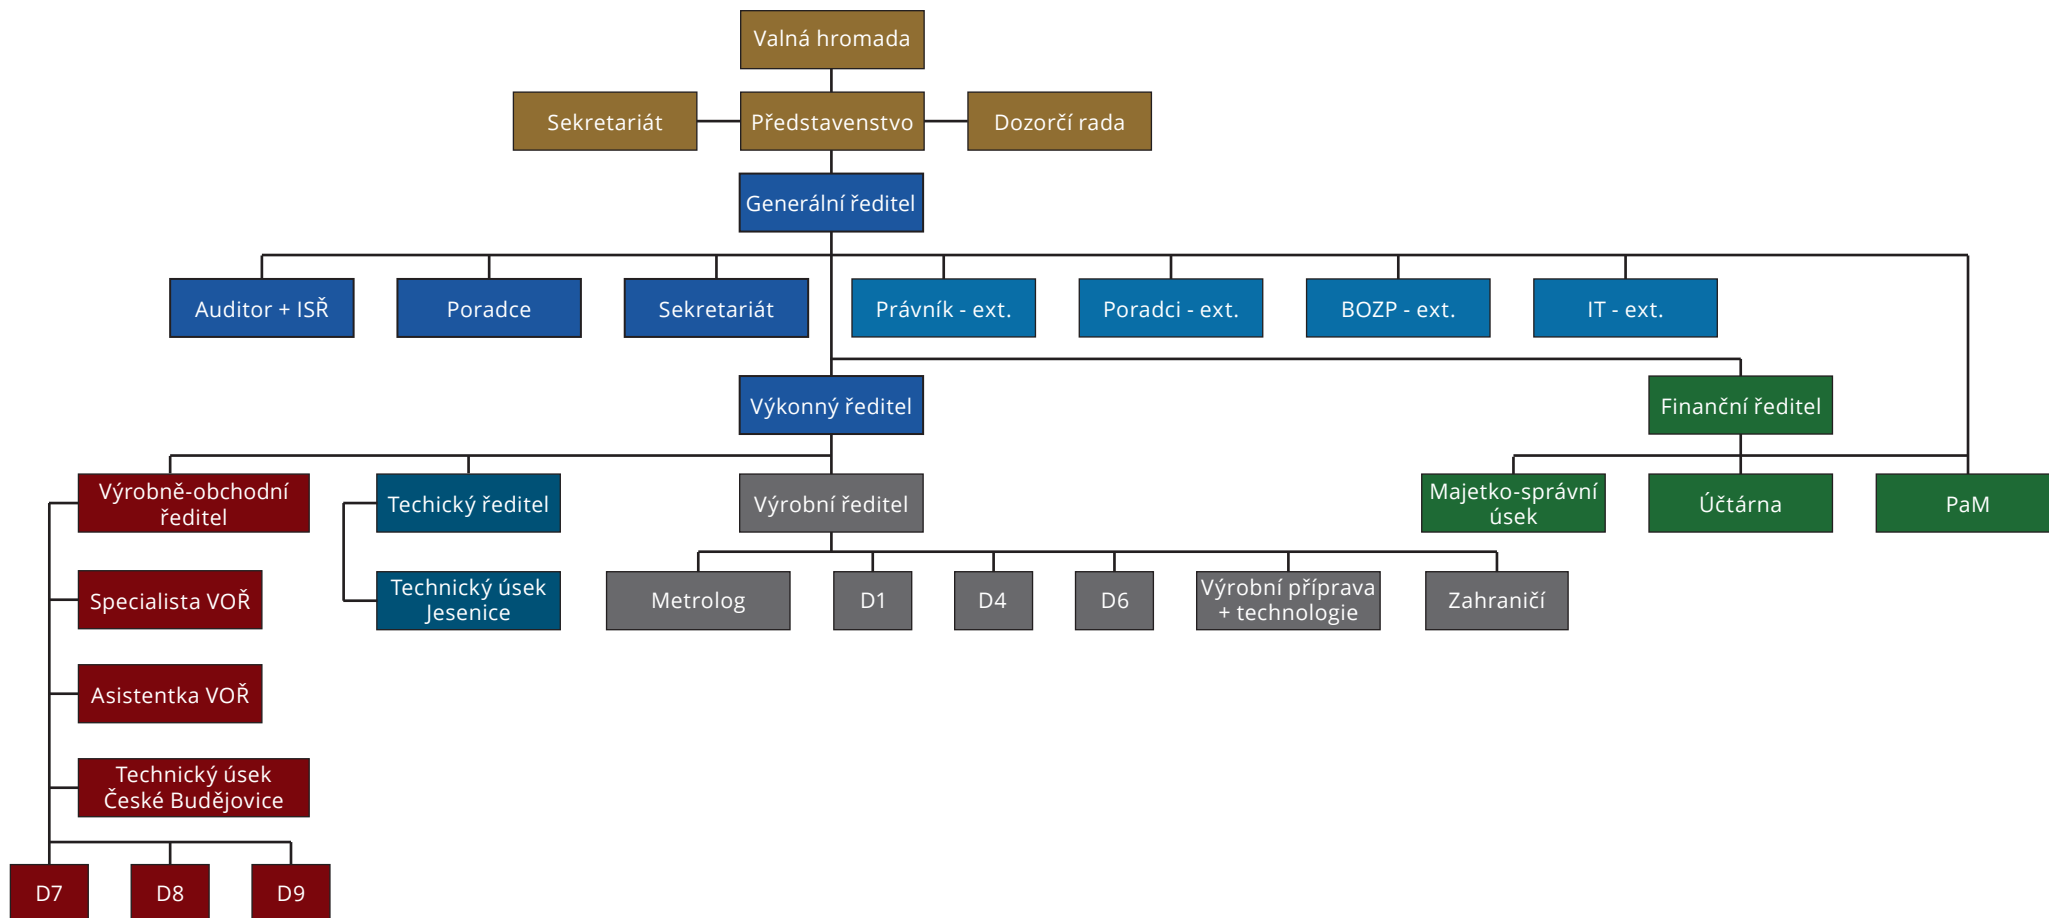 Valná hromada
Sekretariát
Představenstvo
Dozorčí rada
Generální ředitel
Auditor + ISŘ
Poradce
Sekretariát
Právník - ext.
Poradci - ext.
BOZP - ext.
IT - ext.
Výkonný ředitel
Finanční ředitel
Výrobně-obchodní
ředitel
Techický ředitel
Výrobní ředitel
Majetko-správní
úsek
Účtárna
PaM
Specialista VOŘ
Technický úsek
Jesenice
Metrolog
D1
D4
D6
Výrobní příprava
+ technologie
Zahraničí
Asistentka VOŘ
Technický úsek
České Budějovice
D7
D8
D9